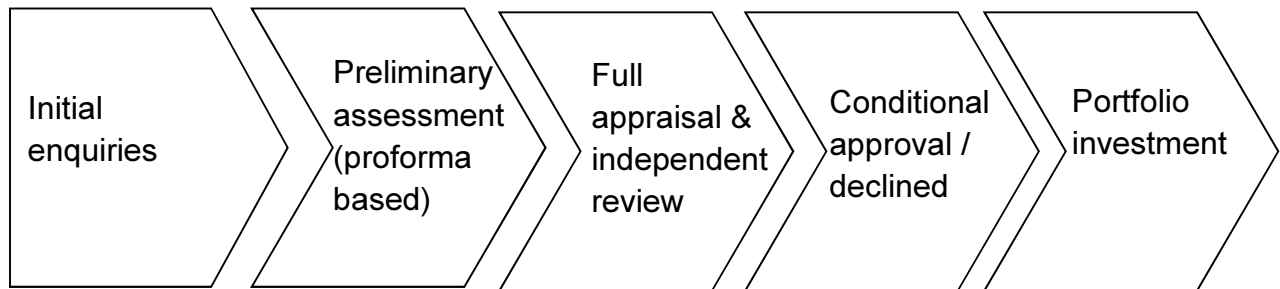 Initial
enquiries
Preliminary
assessment
(proforma
based)
Full
appraisal &
independent
review
Conditional
approval /
declined
Portfolio
investment